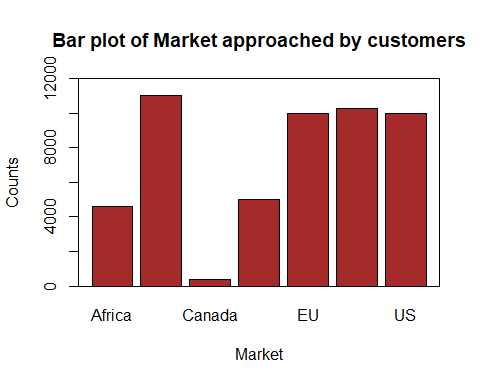 Bar plot of Market approached by customers
Counts
12000
8000
4000
0
Africa Canada EU US
Market